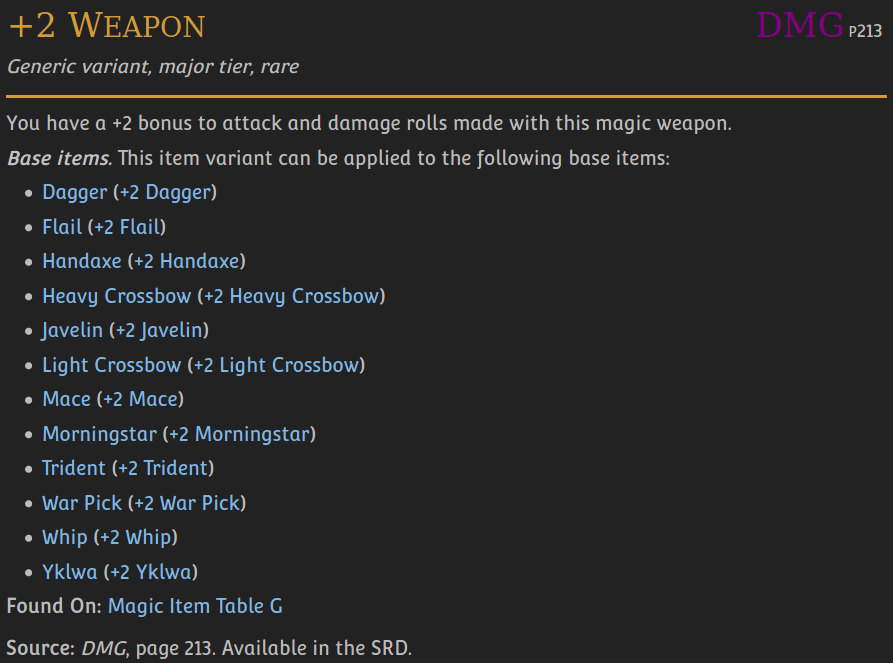 +2 Weapon DMG P213
Generic variant, major tier, rare
You have a +2 bonus to attack and damage rolls made with this magic weapon.
Base items. This item variant can be applied to the following base items:
• Dagger (+2 Dagger)
• Flail (+2 Flail)
• Handaxe (+2 Handaxe)
• Heavy Crossbow (+2 Heavy Crossbow)
• Javelin (+2 Javelin)
• Light Crossbow (+2 Light Crossbow)
• Mace (+2 Mace)
• Morningstar (+2 Morningstar)
• Trident (+2 Trident)
• War Pick (+2 War Pick)
• Whip (+2 Whip)
• Yklwa (+2 Yklwa)
Found On: Magic Item Table G
Source: DMG, page 213. Available in the SRD.